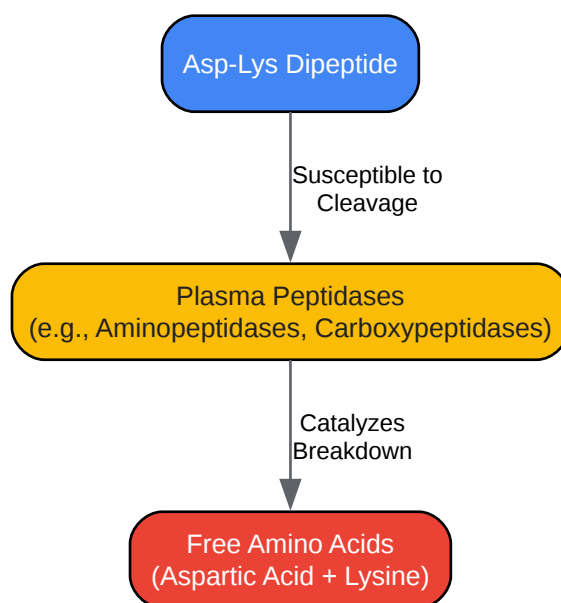 Asp-Lys Dipeptide
Susceptible to
Cleavage
Plasma Peptidases
(e.g., Aminopeptidases, Carboxypeptidases)
Catalyzes
Breakdown
Free Amino Acids
(Aspartic Acid + Lysine)